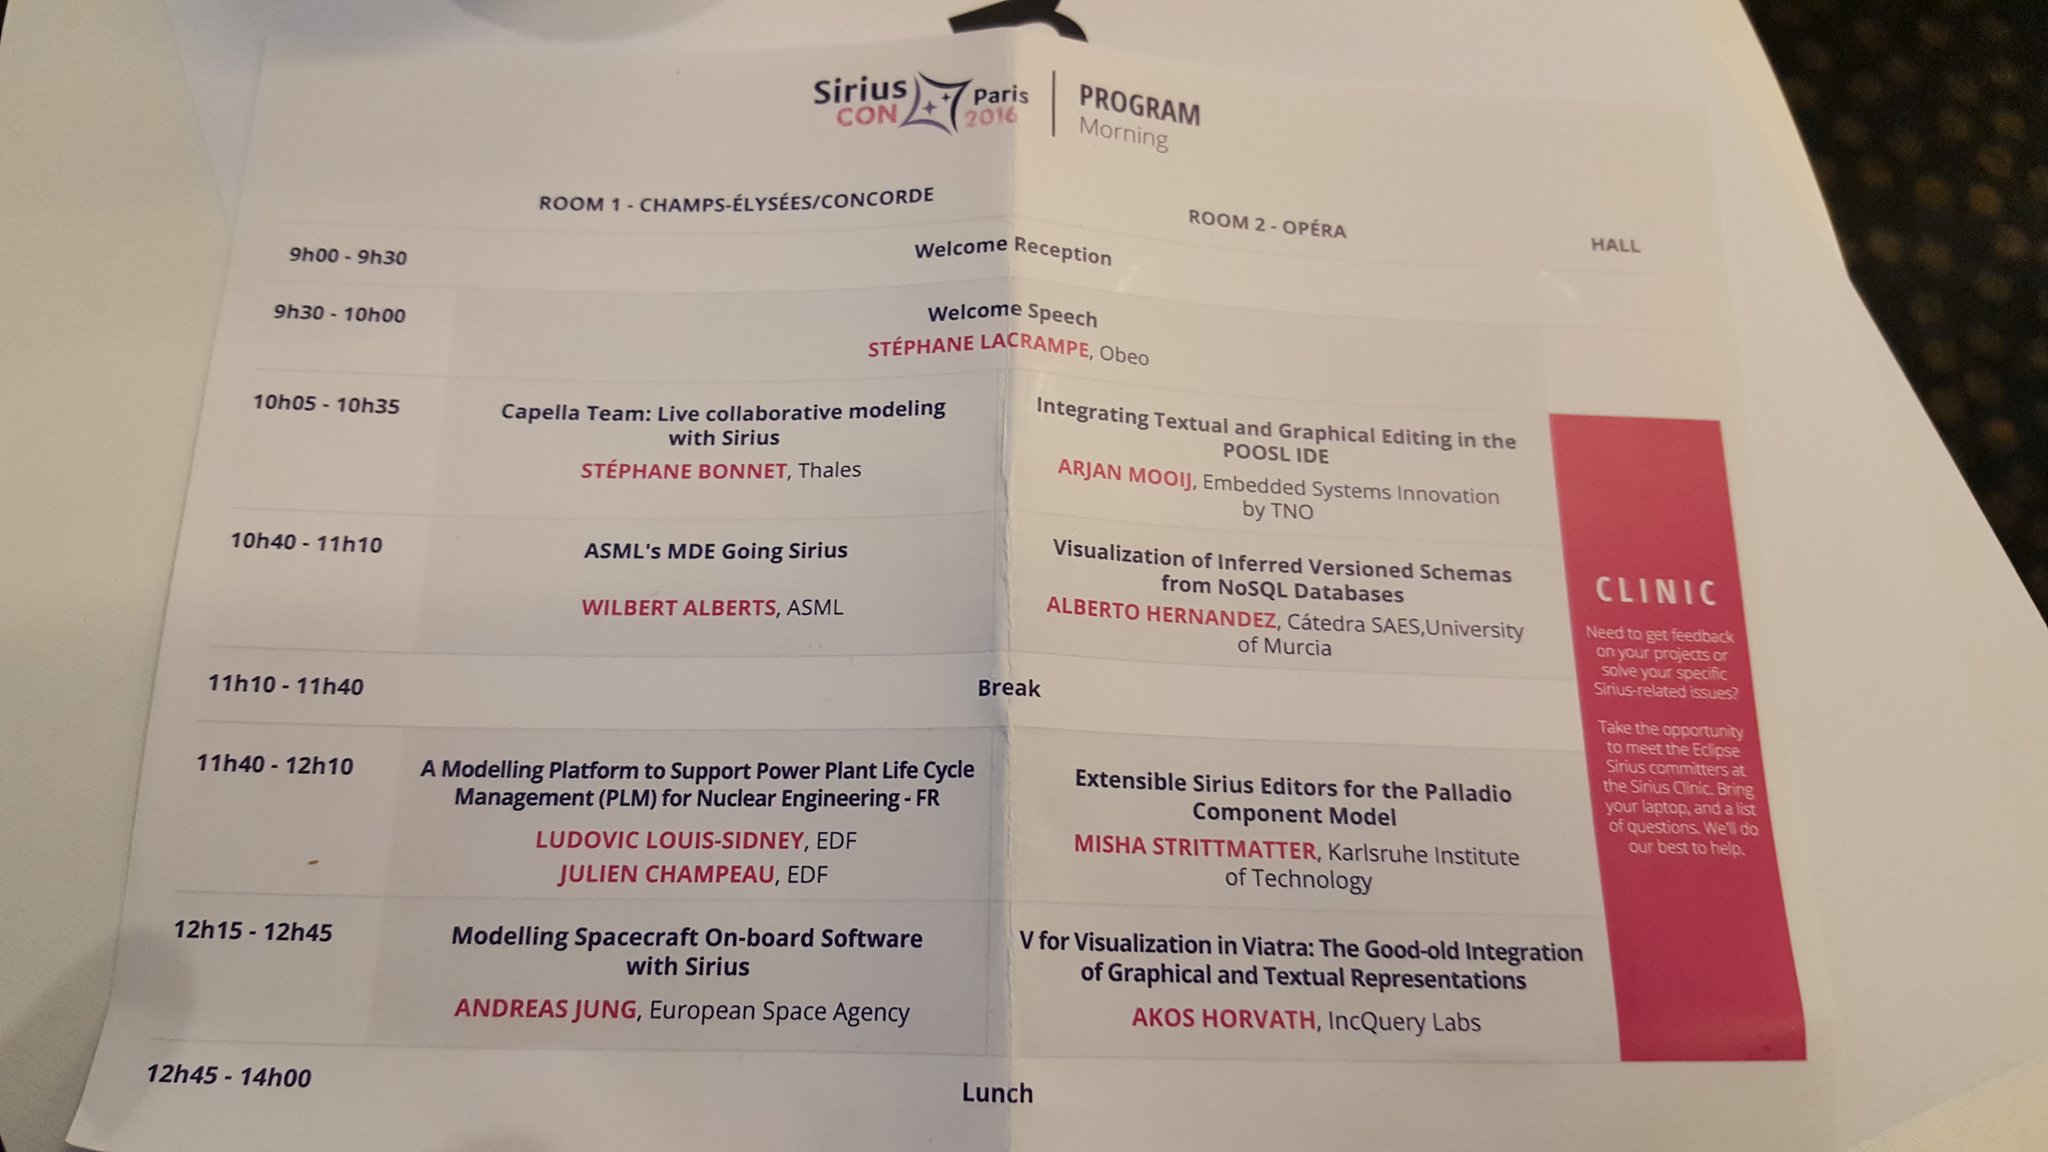 Sirius
CON
Paris
2016
PROGRAM
Morning
ROOM 1 - CHAMPS-ÉLYSÉES/CONCORDE
ROOM 2 - OPÉRA
HALL
9h00 - 9h30
Welcome Reception
9h30 - 10h00
Welcome Speech
STÉPHANE LACRAMPE, Obeo
10h05 - 10h35
Capella Team: Live collaborative modeling
with Sirius
STÉPHANE BONNET, Thales
Integrating Textual and Graphical Editing in the
POOSL IDE
ARJAN MOOIJ, Embedded Systems Innovation
by TNO
10h40 - 11h10
ASML's MDE Going Sirius
WILBERT ALBERTS, ASML
Visualization of Inferred Versioned Schemas
from NoSQL Databases
ALBERTO HERNANDEZ, Cátedra SAES,University
of Murcia
11h10 - 11h40
Break
11h40 - 12h10
A Modelling Platform to Support Power Plant Life Cycle
Management (PLM) for Nuclear Engineering - FR
LUDOVIC LOUIS-SIDNEY, EDF
JULIEN CHAMPEAU, EDF
Extensible Sirius Editors for the Palladio
Component Model
MISHA STRITTMATTER, Karlsruhe Institute
of Technology
12h15 - 12h45
Modelling Spacecraft On-board Software
with Sirius
ANDREAS JUNG, European Space Agency
V for Visualization in Viatra: The Good-old Integration
of Graphical and Textual Representations
AKOS HORVATH, IncQuery Labs
12h45 - 14h00
Lunch
CLINIC
Need to get feedback
on your projects or
solve your specific
Sirius-related issues?
Take the opportunity
to meet the Eclipse
Sirius committers at
the Sirius Clinic. Bring
your laptop, and a list
of questions. We'll do
our best to help.